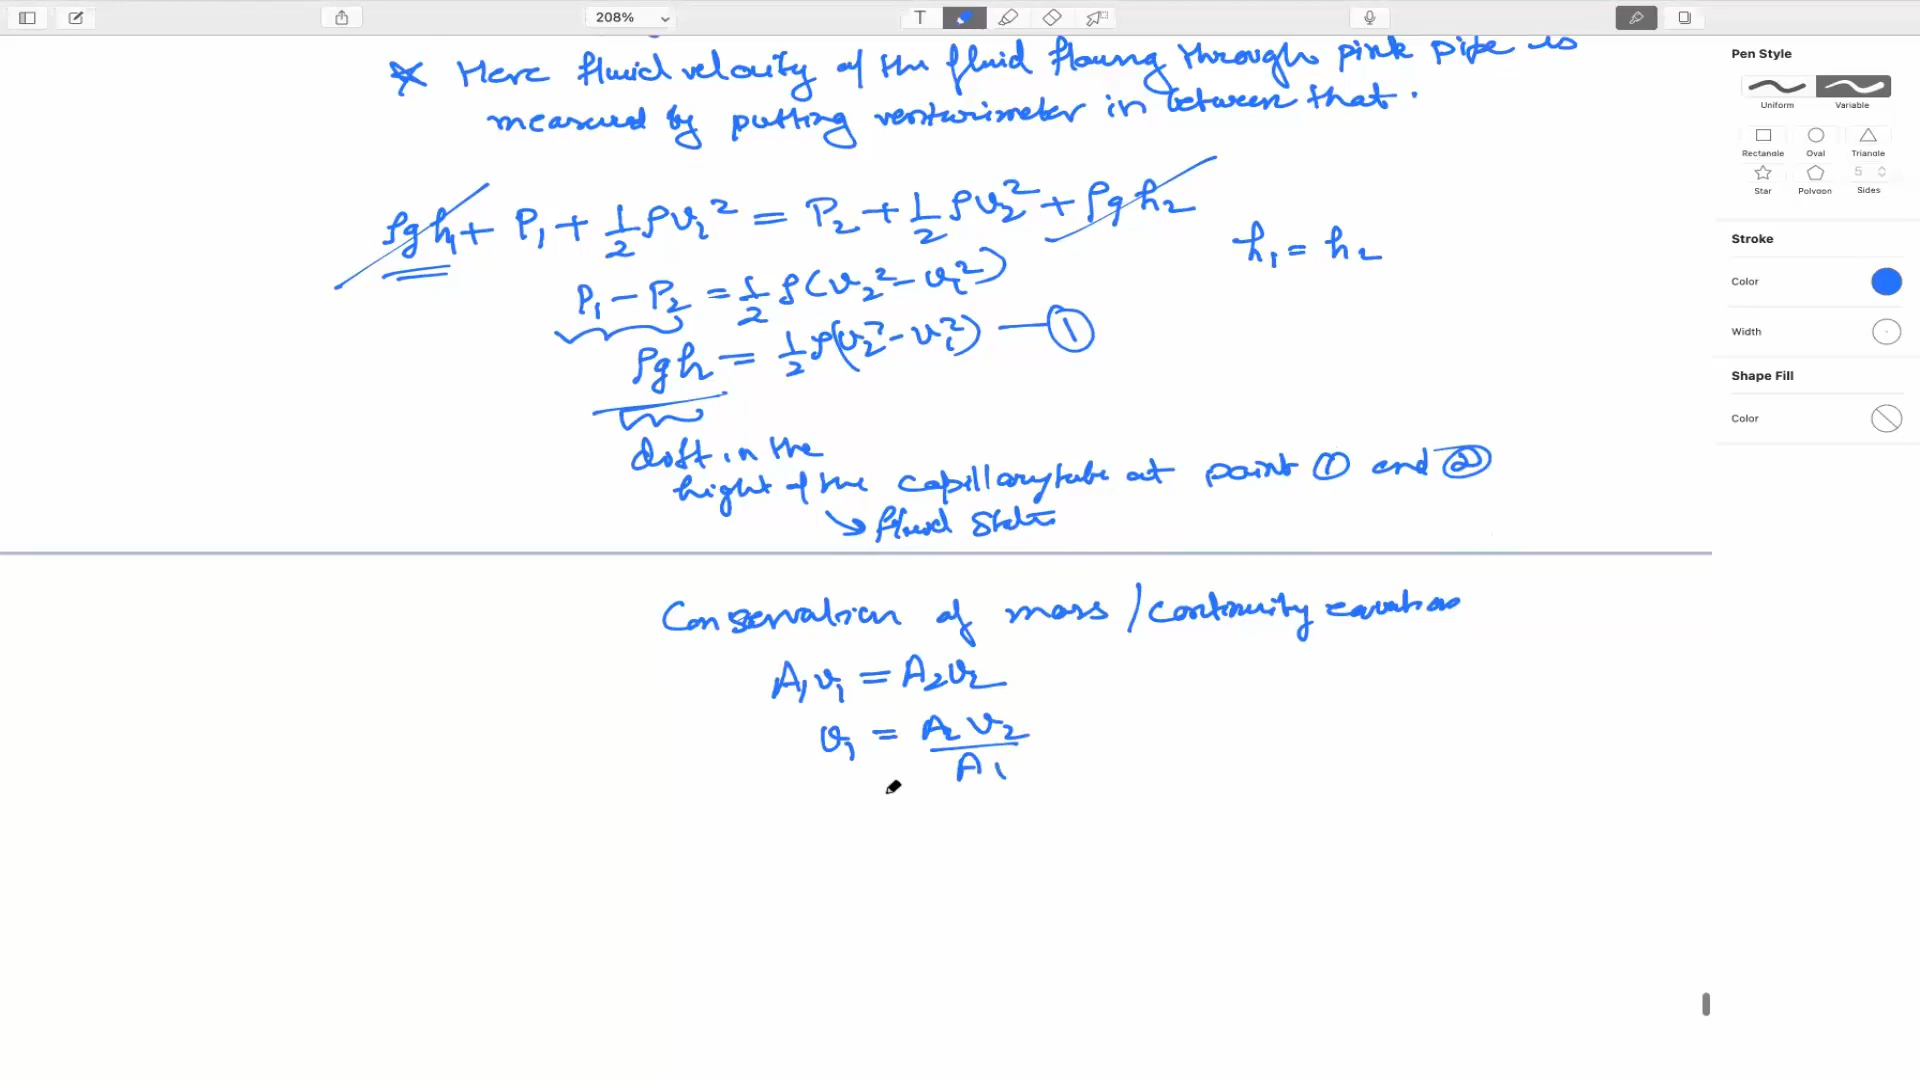 208%
T
Here fluid velocity of the fluid flowing through pink pipe is
measured by putting venturimeter in between that.
ρgh₁ + P₁ + 1/2 ρv₁² = P₂ + 1/2 ρv₂² + ρgh₂
h₁ = h₂
P₁ - P₂ = 1/2 ρ(v₂² - v₁²)
ρgh = 1/2 ρ(v₂² - v₁²) — ①
in the
hight of the capillary tube at point ① and ②
↘ fluid
Conservation of mass / continuity equation
A₁v₁ = A₂v₂
v₁ = A₂v₂/A₁
Pen Style
Uniform Variable
Rectangle Oval Triangle
5
Star Polygon Sides
Stroke
Color
Width
Shape Fill
Color